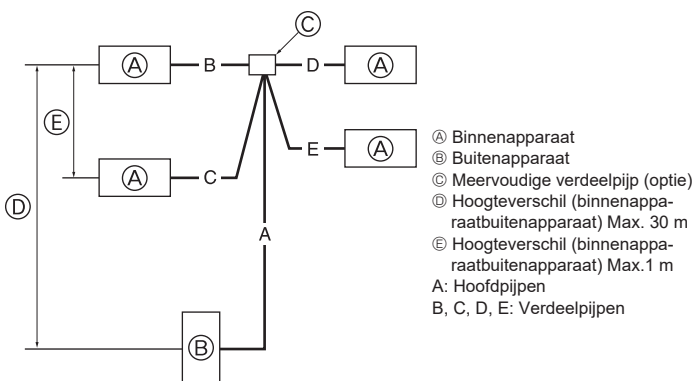 Ⓒ
Ⓐ B D Ⓐ
Ⓔ
Ⓐ C E Ⓐ
Ⓓ
A
Ⓑ
Ⓐ Binnenapparaat
Ⓑ Buitenapparaat
Ⓒ Meervoudige verdeelpijp (optie)
Ⓓ Hoogteverschil (binnenappa-
raatbuitenapparaat) Max. 30 m
Ⓔ Hoogteverschil (binnenappa-
raatbuitenapparaat) Max.1 m
A: Hoofdpijpen
B, C, D, E: Verdeelpijpen